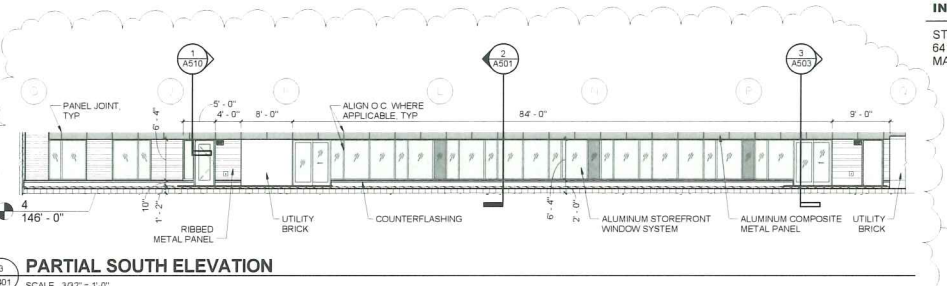 IN
ST
64
MA
1
A510
2
A501
3
A503
PANEL JOINT,
TYP
6' - 4"
5' - 0"
4' - 0"
8' - 0"
ALIGN O.C. WHERE
APPLICABLE, TYP
84' - 0"
9' - 0"
4
146' - 0"
10"
1' - 2"
RIBBED
METAL PANEL
UTILITY
BRICK
COUNTERFLASHING
6' - 4"
2' - 0"
ALUMINUM STOREFRONT
WINDOW SYSTEM
ALUMINUM COMPOSITE
METAL PANEL
UTILITY
BRICK
PARTIAL SOUTH ELEVATION
SCALE 3/32" = 1'-0"